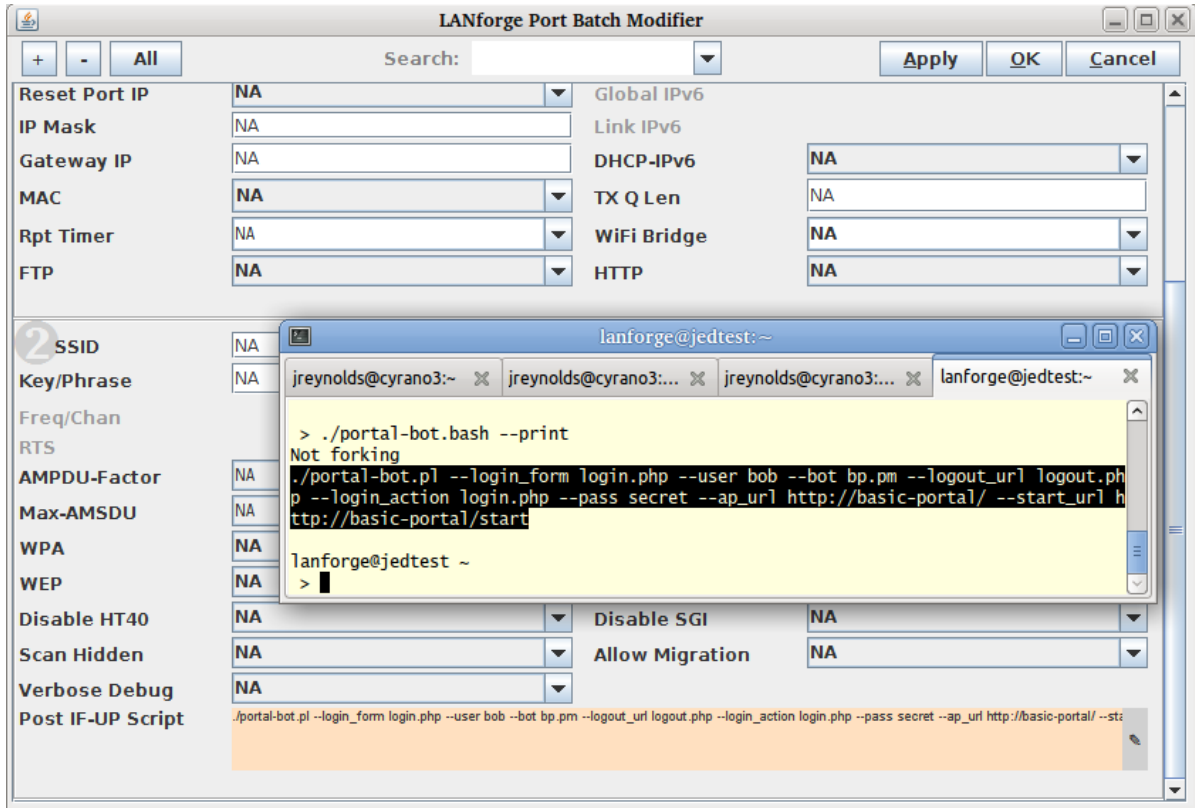 LANforge Port Batch Modifier
+ - All Search: Apply OK Cancel
Reset Port IP NA Global IPv6
IP Mask NA Link IPv6
Gateway IP NA DHCP-IPv6 NA
MAC NA TX Q Len NA
Rpt Timer NA WiFi Bridge NA
FTP NA HTTP NA
2
SSID NA
Key/Phrase NA
Freq/Chan
RTS
AMPDU-Factor NA
Max-AMSDU NA
WPA NA
WEP NA
lanforge@jedtest:~
jreynolds@cyrano3:~ jreynolds@cyrano3:... jreynolds@cyrano3:... lanforge@jedtest:~
> ./portal-bot.bash --print
Not forking
./portal-bot.pl --login_form login.php --user bob --bot bp.pm --logout_url logout.ph
p --login_action login.php --pass secret --ap_url http://basic-portal/ --start_url h
ttp://basic-portal/start
lanforge@jedtest ~
>
Disable HT40 NA Disable SGI NA
Scan Hidden NA Allow Migration NA
Verbose Debug NA
Post IF-UP Script ./portal-bot.pl --login_form login.php --user bob --bot bp.pm --logout_url logout.php --login_action login.php --pass secret --ap_url http://basic-portal/ --sta